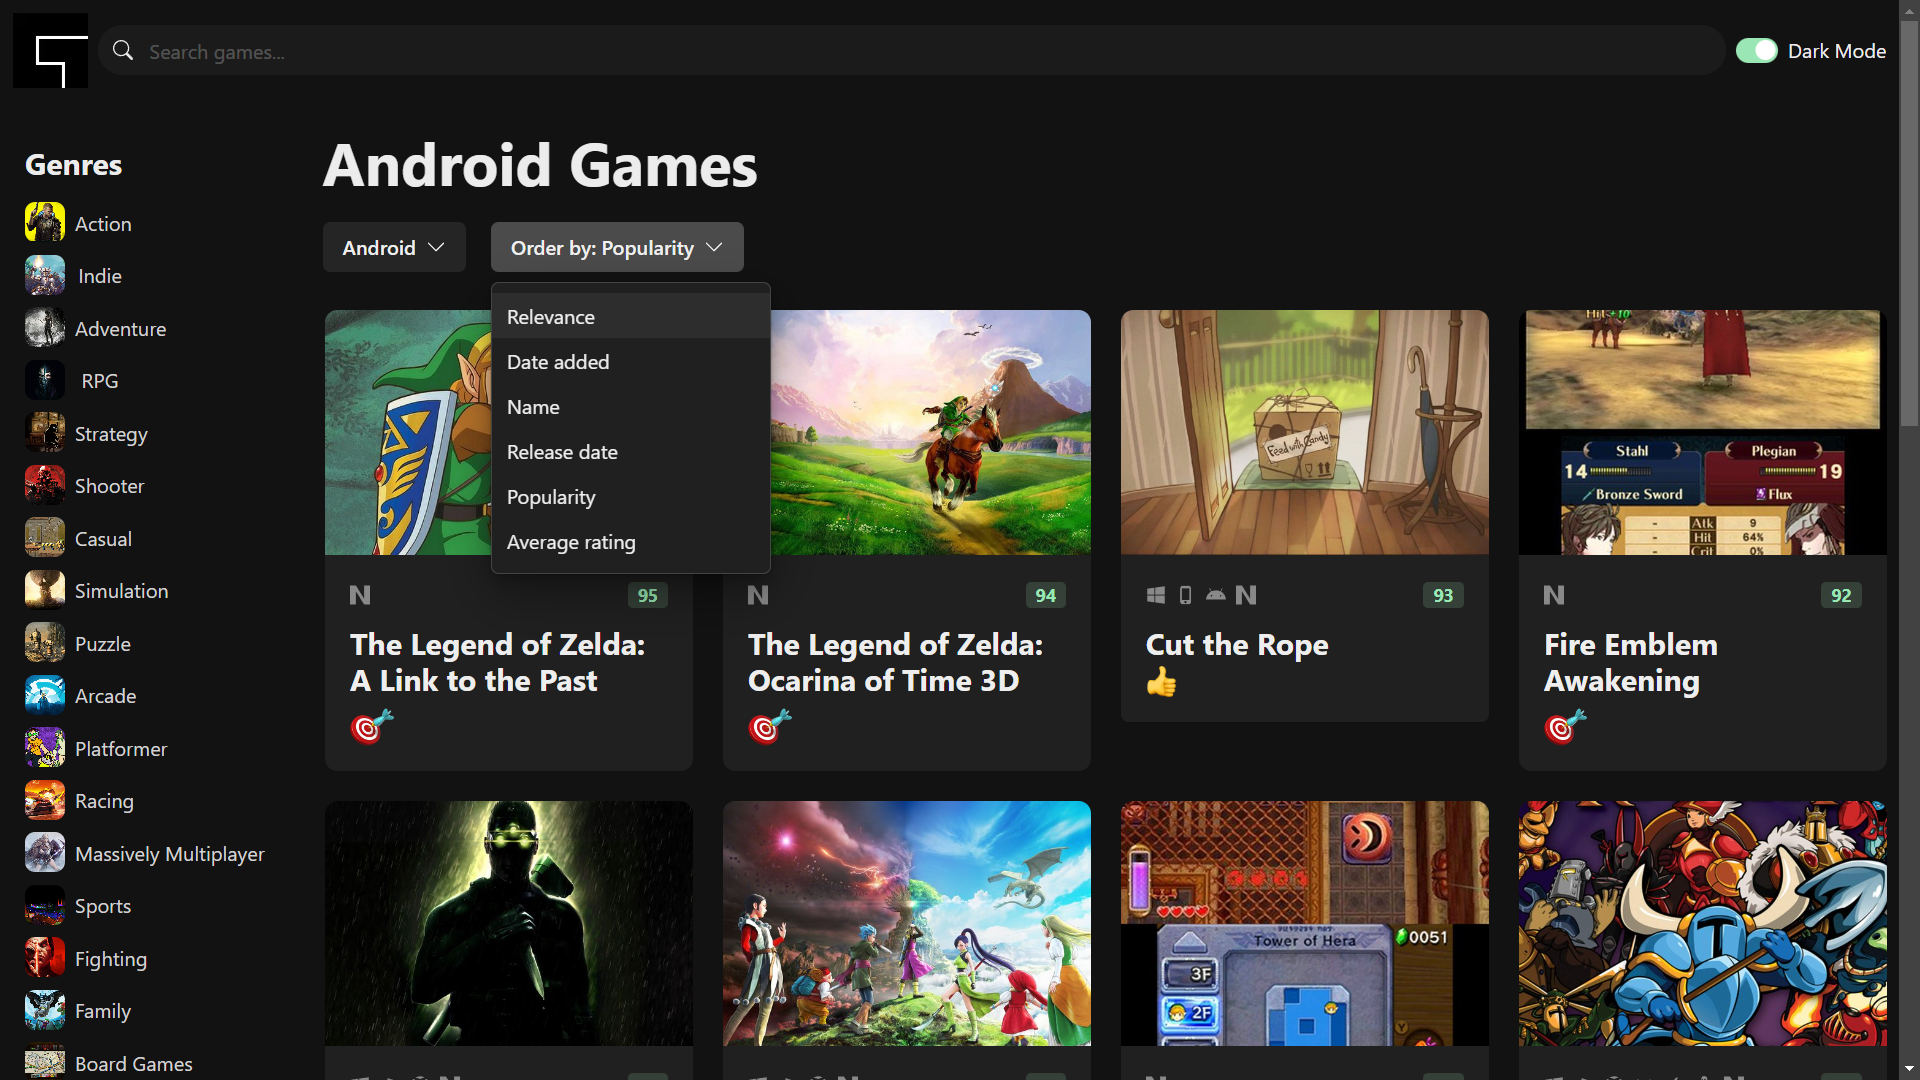 Search games...
Dark Mode
Genres
Action
Indie
Adventure
RPG
Strategy
Shooter
Casual
Simulation
Puzzle
Arcade
Platformer
Racing
Massively Multiplayer
Sports
Fighting
Family
Board Games
Android Games
Android
Order by: Popularity
Relevance
Date added
Name
Release date
Popularity
Average rating
95
The Legend of Zelda:
A Link to the Past
94
The Legend of Zelda:
Ocarina of Time 3D
Feed with Candy
93
Cut the Rope
Hit +10
Stahl
Plegian
14
19
Bronze Sword
Flux
- Atk 9
- Hit 64%
- Crit 0%
92
Fire Emblem
Awakening
Tower of Hera
0051
3F
2F
Y